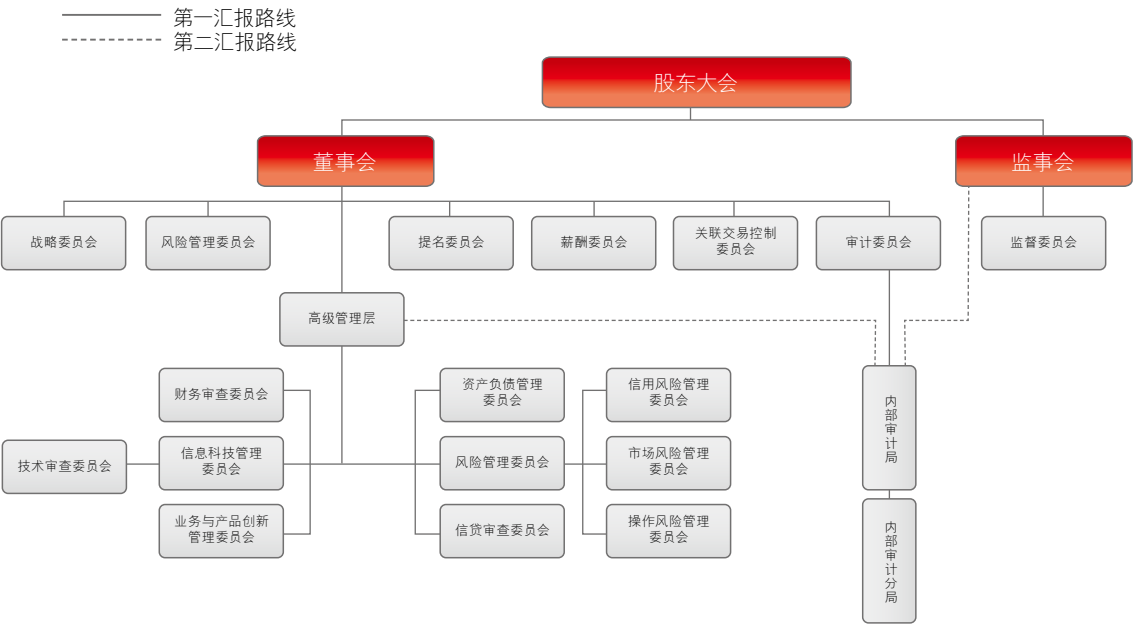 第一汇报路线
第二汇报路线
股东大会
董事会
监事会
战略委员会
风险管理委员会
提名委员会
薪酬委员会
关联交易控制
委员会
审计委员会
监督委员会
高级管理层
财务审查委员会
资产负债管理
委员会
信用风险管理
委员会
内部审计局
技术审查委员会
信息科技管理
委员会
风险管理委员会
市场风险管理
委员会
业务与产品创新
管理委员会
信贷审查委员会
操作风险管理
委员会
内部审计分局